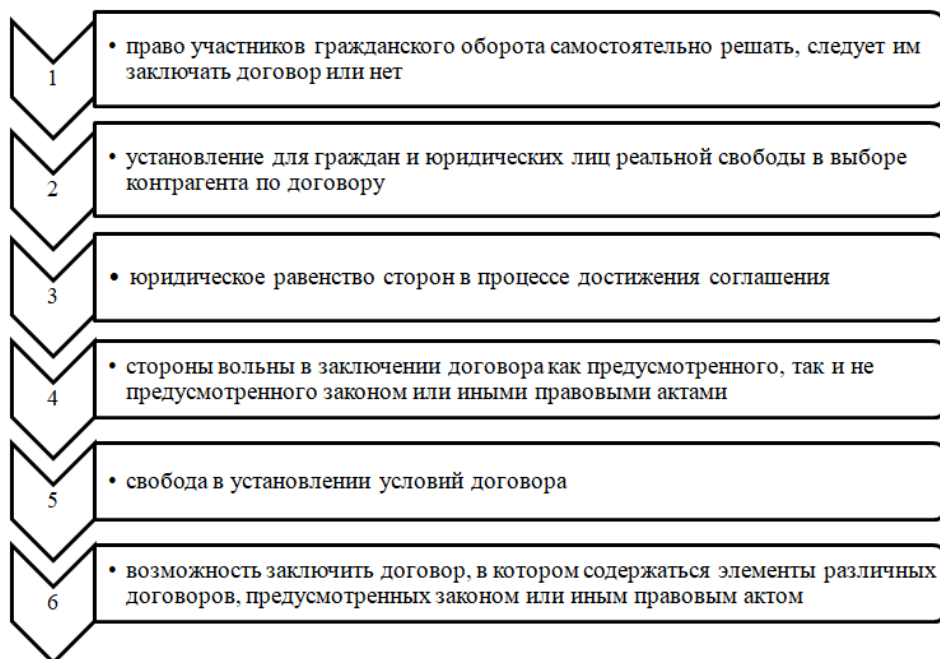 1
• право участников гражданского оборота самостоятельно решать, следует им
заключать договор или нет
2
• установление для граждан и юридических лиц реальной свободы в выборе
контрагента по договору
3
• юридическое равенство сторон в процессе достижения соглашения
4
• стороны вольны в заключении договора как предусмотренного, так и не
предусмотренного законом или иными правовыми актами
5
• свобода в установлении условий договора
6
• возможность заключить договор, в котором содержаться элементы различных
договоров, предусмотренных законом или иным правовым актом